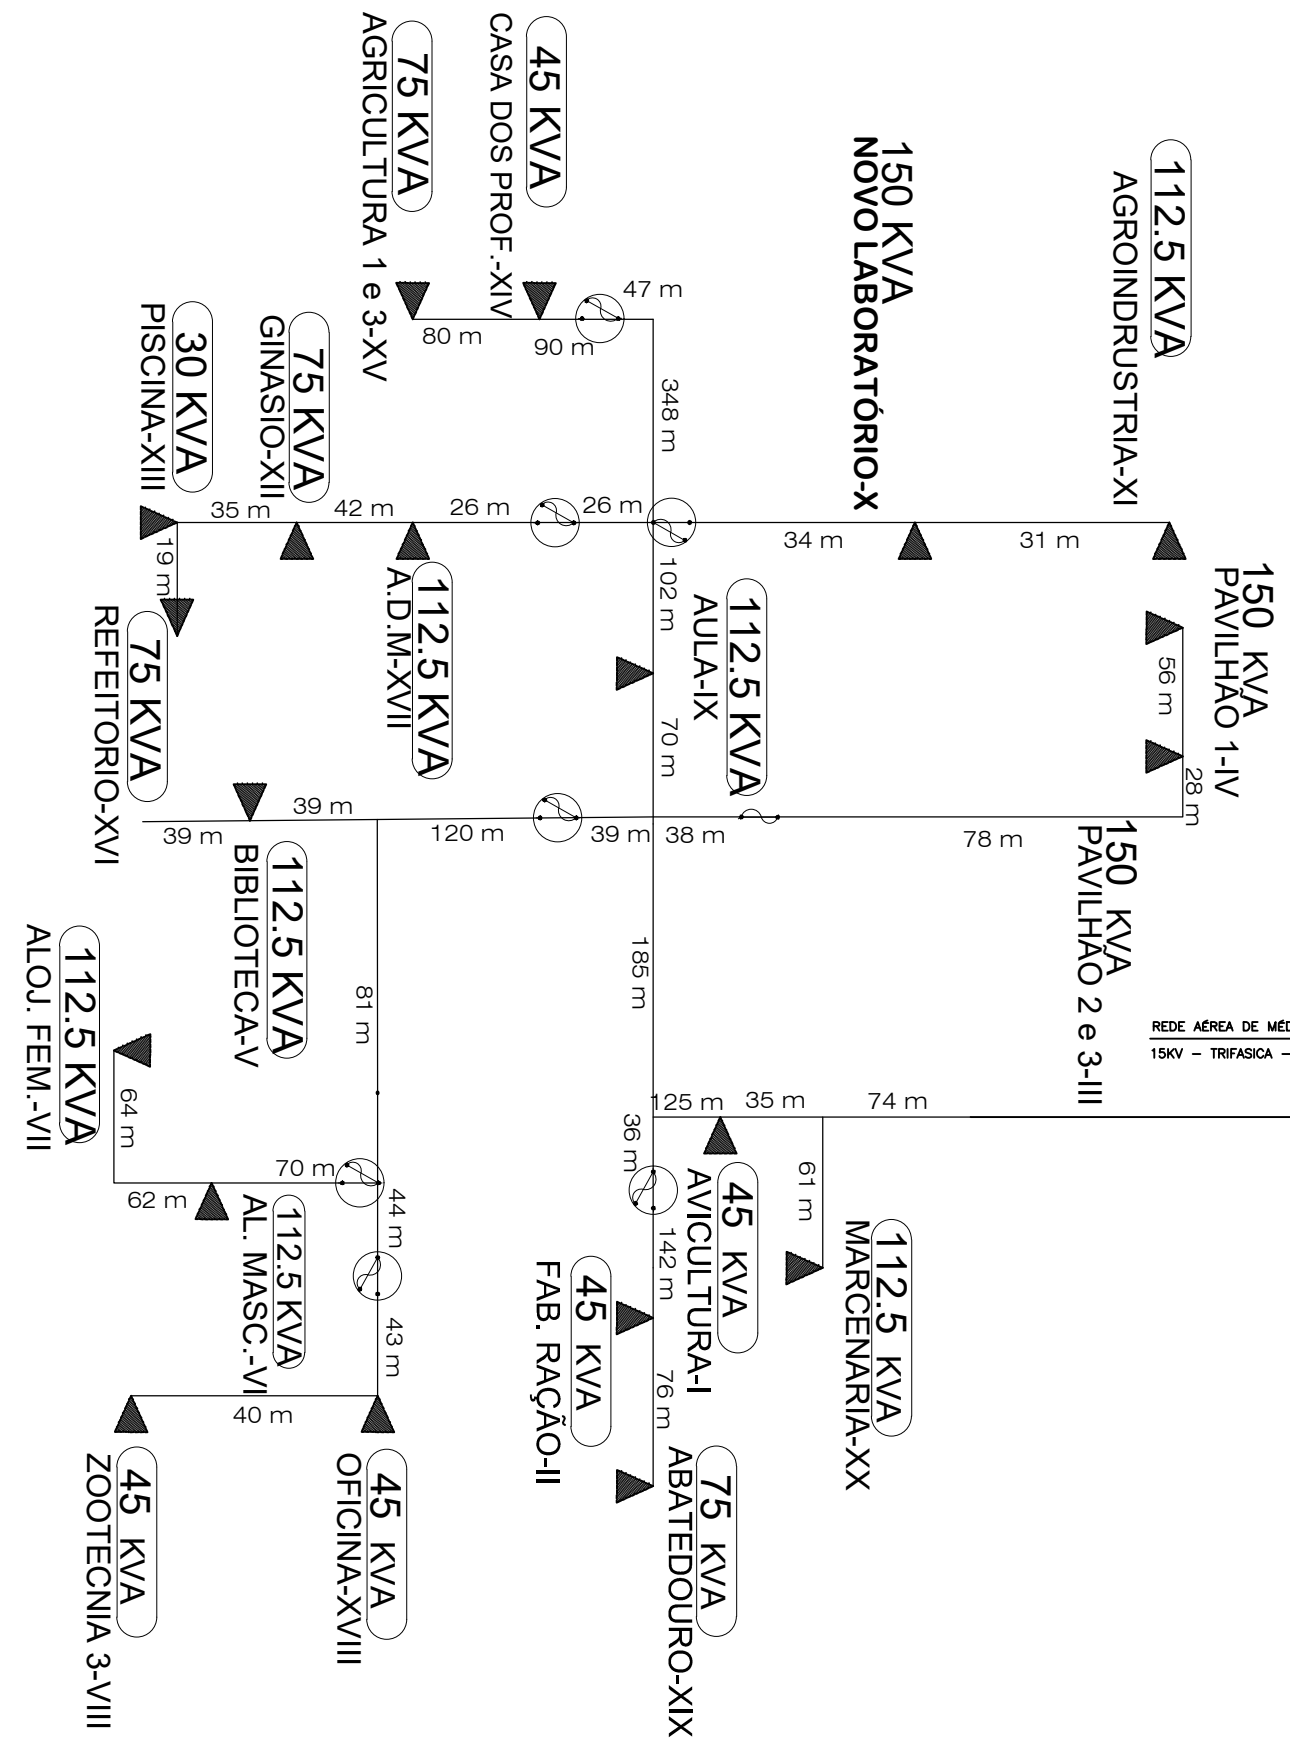 45 KVA
CASA DOS PROF.-XIV
75 KVA
AGRICULTURA 1 e 3-XV
150 KVA
NOVO LABORATÓRIO-X
112.5 KVA
AGROINDRUSTRIA-XI
47 m
80 m
90 m
30 KVA
PISCINA-XIII
75 KVA
GINASIO-XII
348 m
35 m
42 m
26 m
26 m
34 m
31 m
19 m
102 m
75 KVA
REFEITORIO-XVI
112.5 KVA
A.D.M-XVII
112.5 KVA
AULA-IX
150 KVA
PAVILHÃO 1-IV
56 m
28 m
70 m
39 m
39 m
120 m
39 m
38 m
78 m
112.5 KVA
BIBLIOTECA-V
150 KVA
PAVILHÃO 2 e 3-III
112.5 KVA
ALOJ. FEM.-VII
81 m
185 m
REDE AÉREA DE MÉD
15KV - TRIFASICA -
64 m
125 m
35 m
74 m
36 m
61 m
70 m
62 m
44 m
112.5 KVA
AL. MASC.-VI
45 KVA
AVICULTURA-I
112.5 KVA
MARCENARIA-XX
142 m
45 KVA
FAB. RAÇÃO-II
43 m
76 m
40 m
45 KVA
ZOOTECNIA 3-VIII
45 KVA
OFICINA-XVIII
75 KVA
ABATEDOURO-XIX